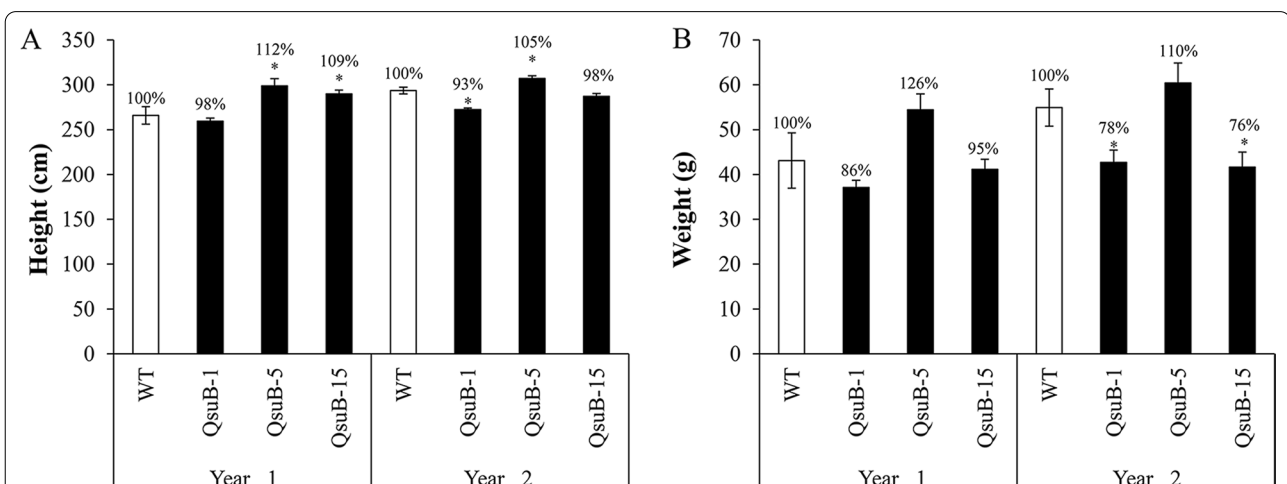 A
Height (cm)
350
300
250
200
150
100
50
0
100%
98%
112%
*
109%
*
100%
93%
*
105%
*
98%
WT
QsuB-1
QsuB-5
QsuB-15
WT
QsuB-1
QsuB-5
QsuB-15
Year 1
Year 2
B
Weight (g)
70
60
50
40
30
20
10
0
100%
86%
126%
95%
100%
78%
*
110%
76%
*
WT
QsuB-1
QsuB-5
QsuB-15
WT
QsuB-1
QsuB-5
QsuB-15
Year 1
Year 2